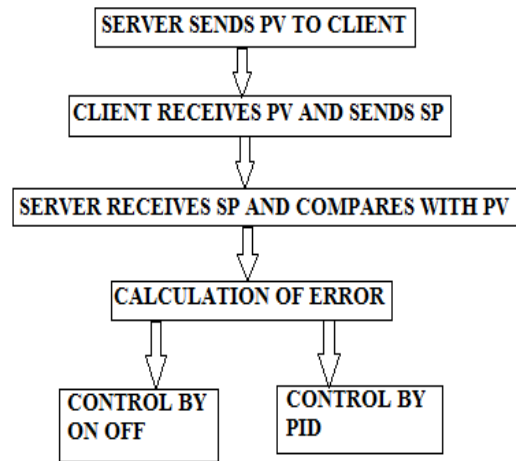 SERVER SENDS PV TO CLIENT
CLIENT RECEIVES PV AND SENDS SP
SERVER RECEIVES SP AND COMPARES WITH PV
CALCULATION OF ERROR
CONTROL BY
ON OFF
CONTROL BY
PID